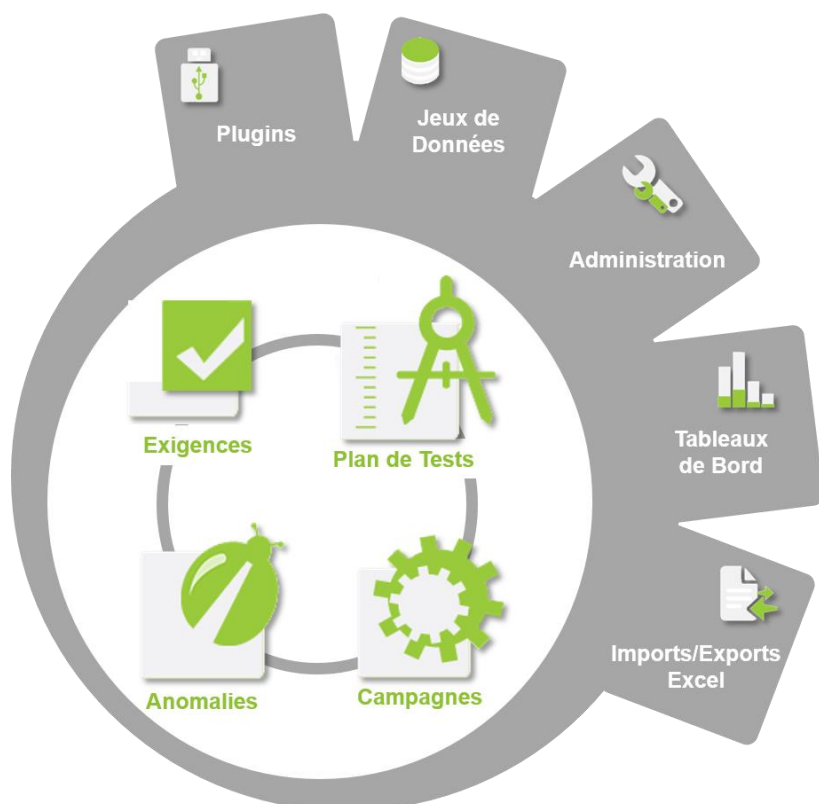 Plugins
Jeux de
Données
Administration
Tableaux
de Bord
Imports/Exports
Excel
Exigences
Plan de Tests
Anomalies
Campagnes